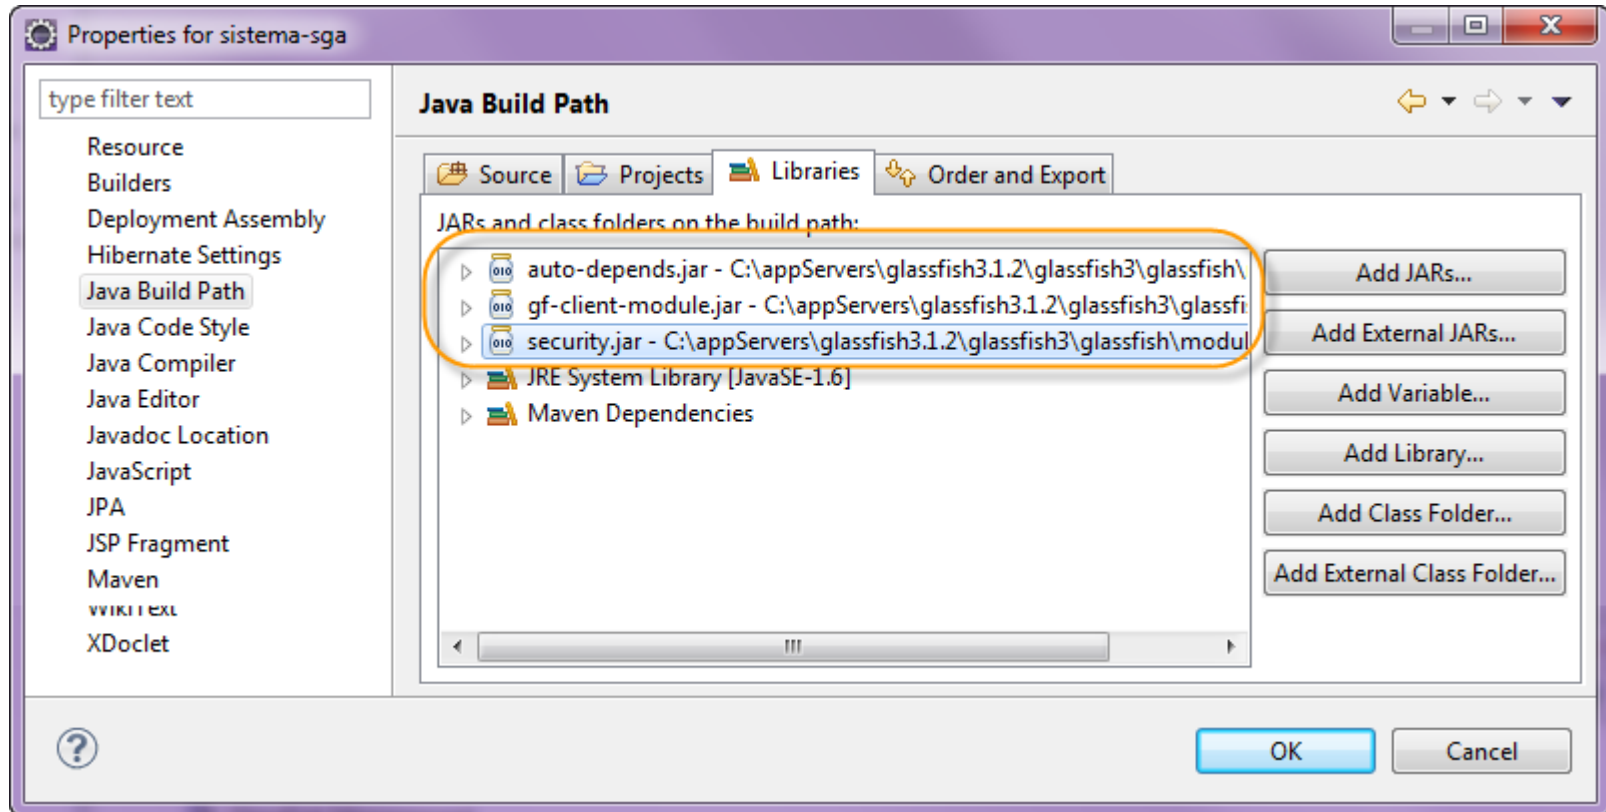 Properties for sistema-sga
type filter text
Resource
Builders
Deployment Assembly
Hibernate Settings
Java Build Path
Java Code Style
Java Compiler
Java Editor
Javadoc Location
JavaScript
JPA
JSP Fragment
Maven
WikiText
XDoclet
Java Build Path
Source
Projects
Libraries
Order and Export
JARs and class folders on the build path:
auto-depends.jar - C:\appServers\glassfish3.1.2\glassfish3\glassfish\
gf-client-module.jar - C:\appServers\glassfish3.1.2\glassfish3\glassfi
security.jar - C:\appServers\glassfish3.1.2\glassfish3\glassfish\modul
JRE System Library [JavaSE-1.6]
Maven Dependencies
Add JARs...
Add External JARs...
Add Variable...
Add Library...
Add Class Folder...
Add External Class Folder...
OK
Cancel